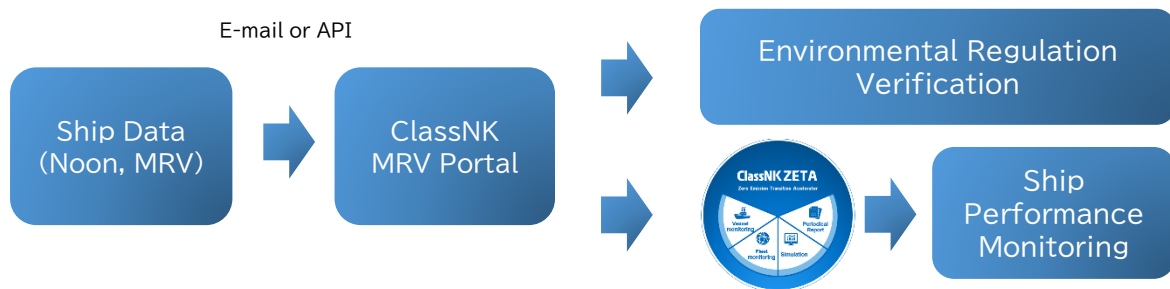 E-mail or API
Ship Data
(Noon, MRV)
ClassNK
MRV Portal
Environmental Regulation
Verification
ClassNK ZETA
Zero Emission Transition Accelerator
Vessel
monitoring
Periodical
Report
Fleet
monitoring
Simulation
Ship
Performance
Monitoring